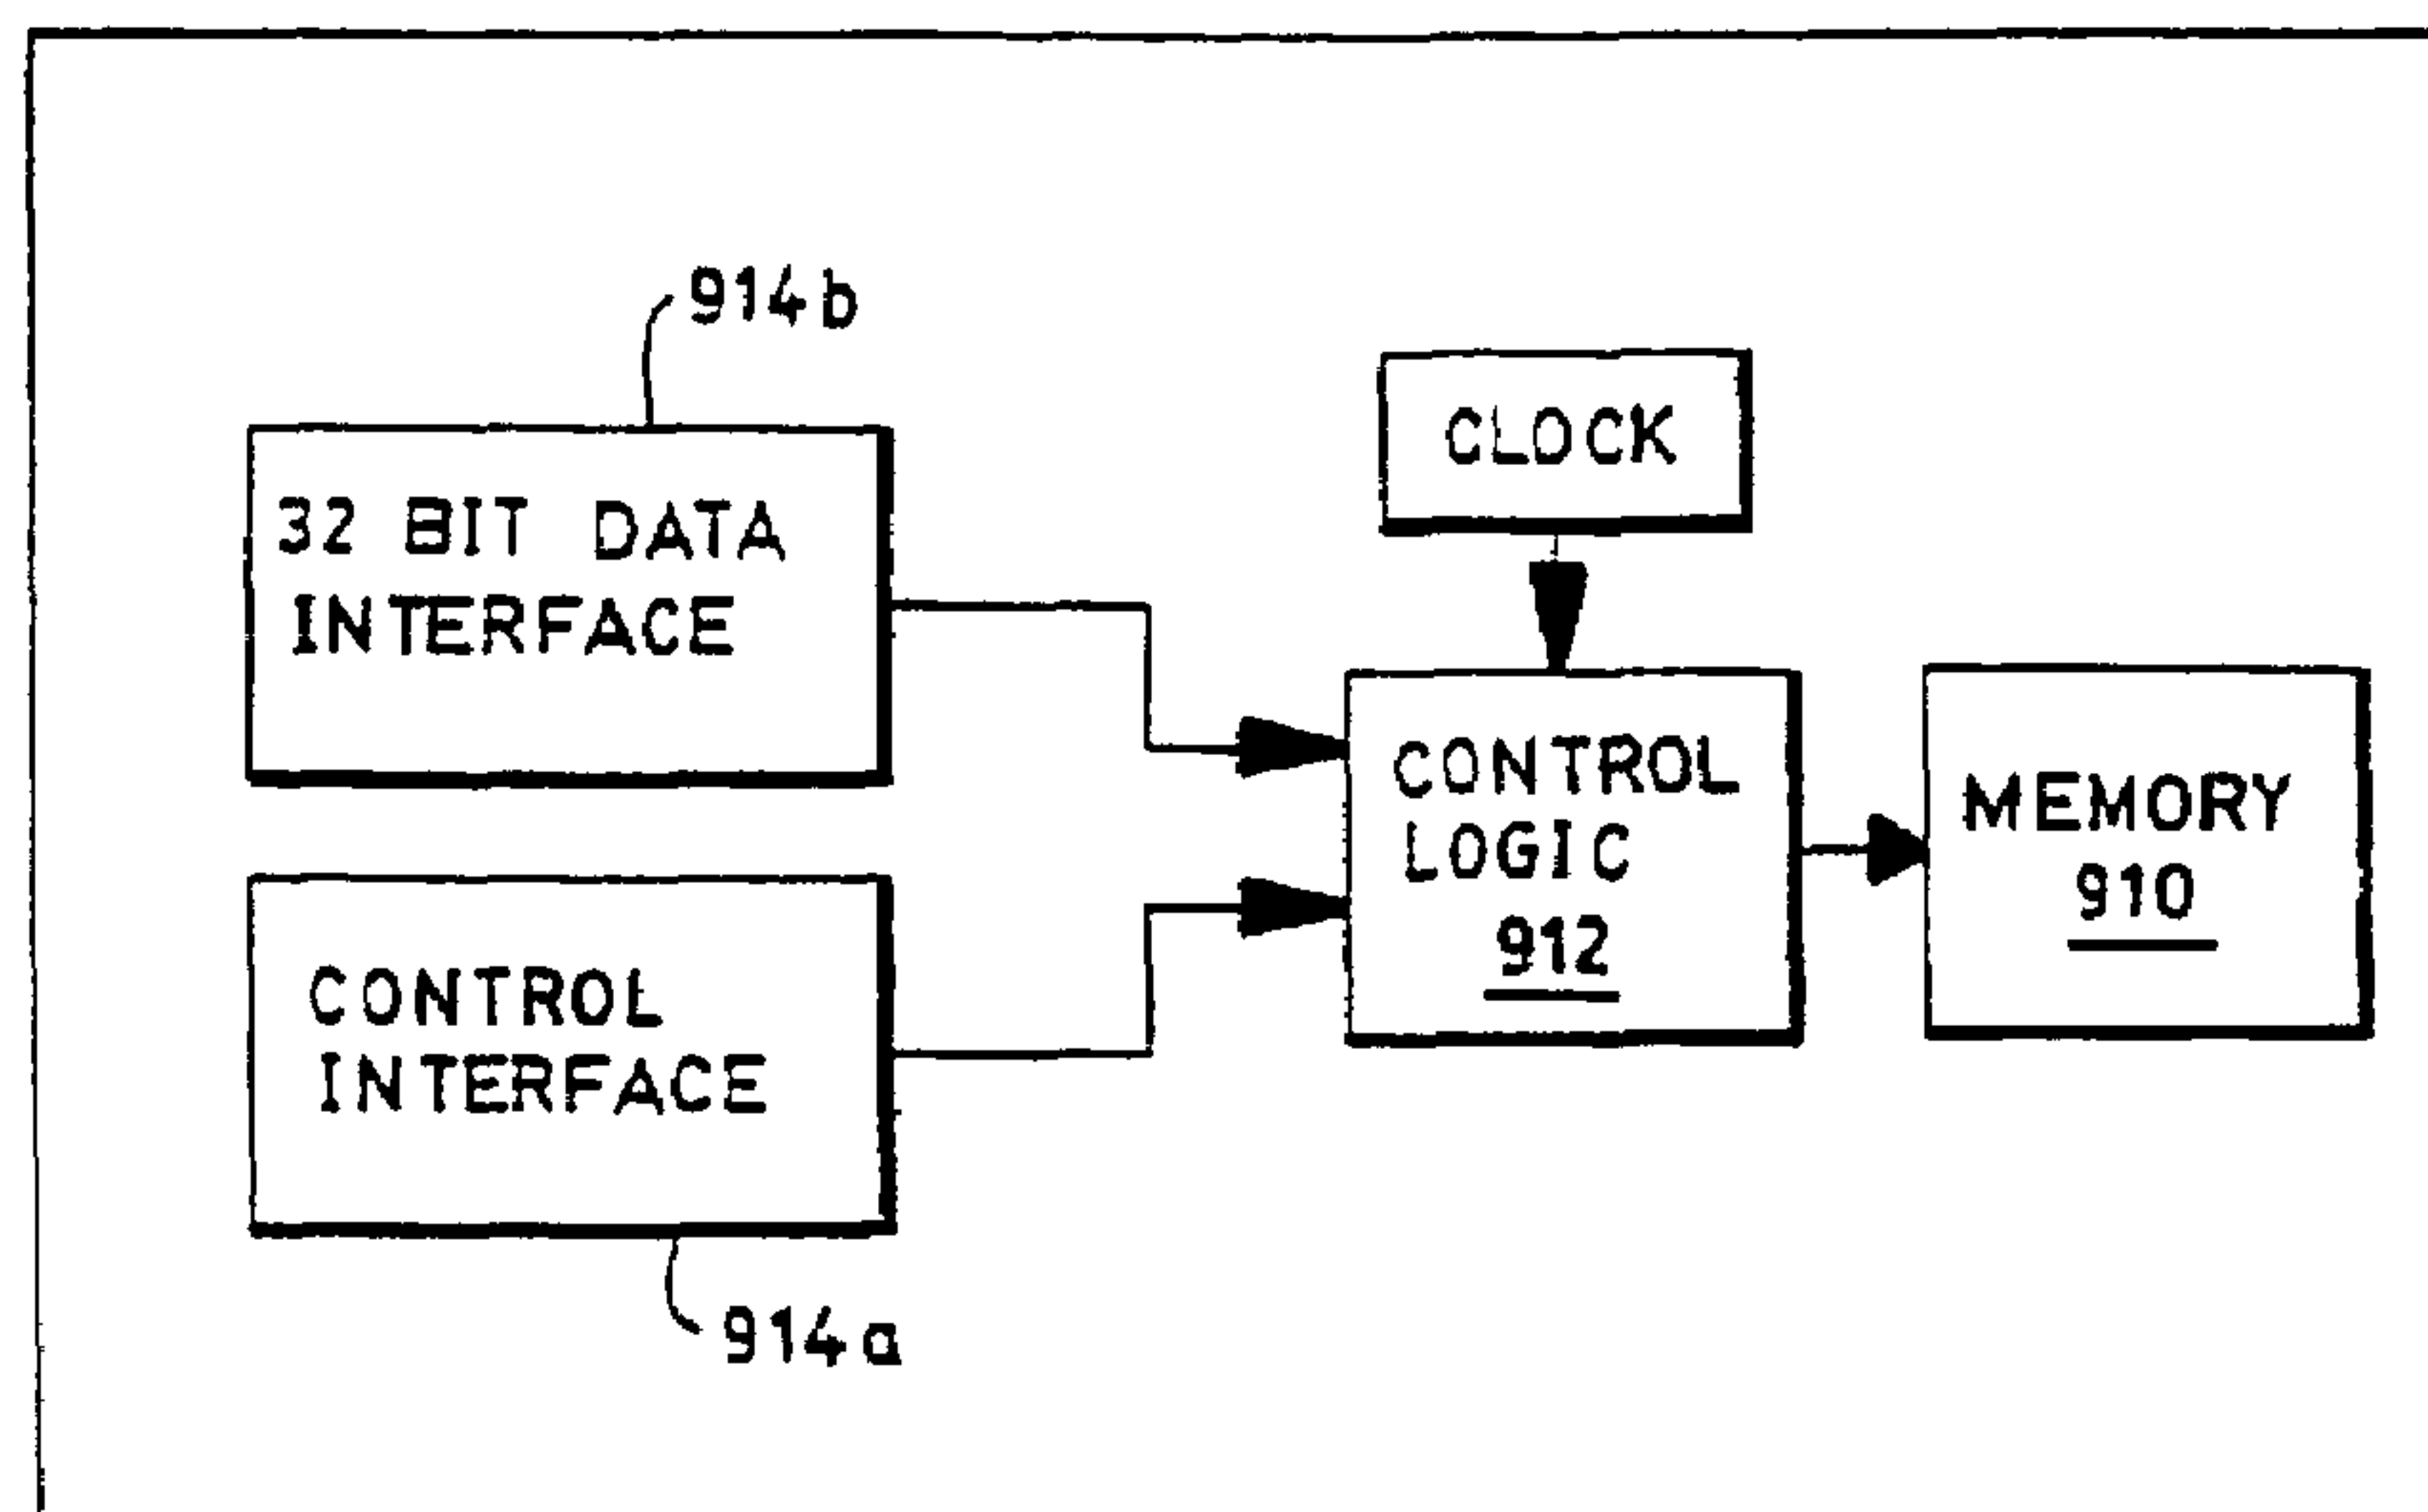 914b
32 BIT DATA
INTERFACE
CLOCK
CONTROL
LOGIC
912
MEMORY
910
CONTROL
INTERFACE
914a